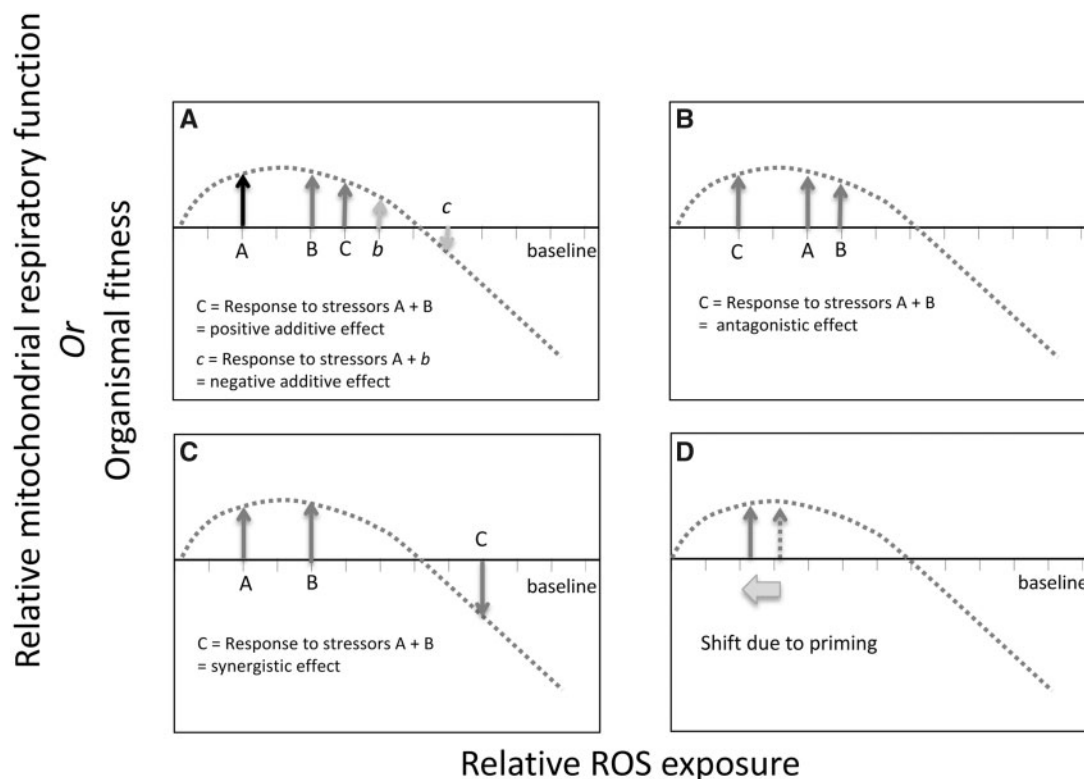 Relative mitochondrial respiratory function
Or
Organismal fitness
A
A
B
C
b
c
baseline
C = Response to stressors A + B
= positive additive effect
c = Response to stressors A + b
= negative additive effect
B
C
A
B
C = Response to stressors A + B
= antagonistic effect
C
A
B
C
baseline
C = Response to stressors A + B
= synergistic effect
D
baseline
Shift due to priming
Relative ROS exposure